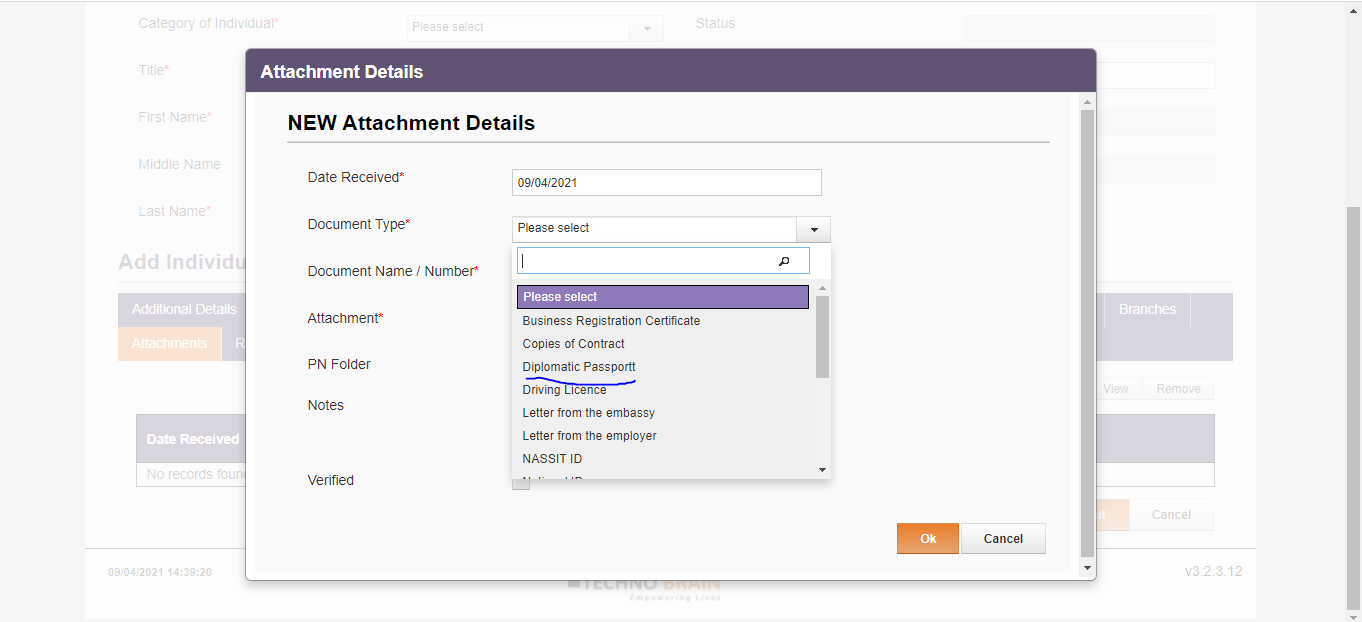 Category of Individual*
Please select
Status
Title*
First Name*
Middle Name
Last Name*
Add Individu
Additional Details
Branches
Attachments
R
View
Remove
Date Received
No records found
Cancel
09/04/2021 14:39:20
v3.2.3.12
TECHNO BRAIN
Empowering Lives
Attachment Details
NEW Attachment Details
Date Received*
09/04/2021
Document Type*
Please select
Document Name / Number*
Attachment*
PN Folder
Notes
Verified
Please select
Business Registration Certificate
Copies of Contract
Diplomatic Passportt
Driving Licence
Letter from the embassy
Letter from the employer
NASSIT ID
Ok
Cancel